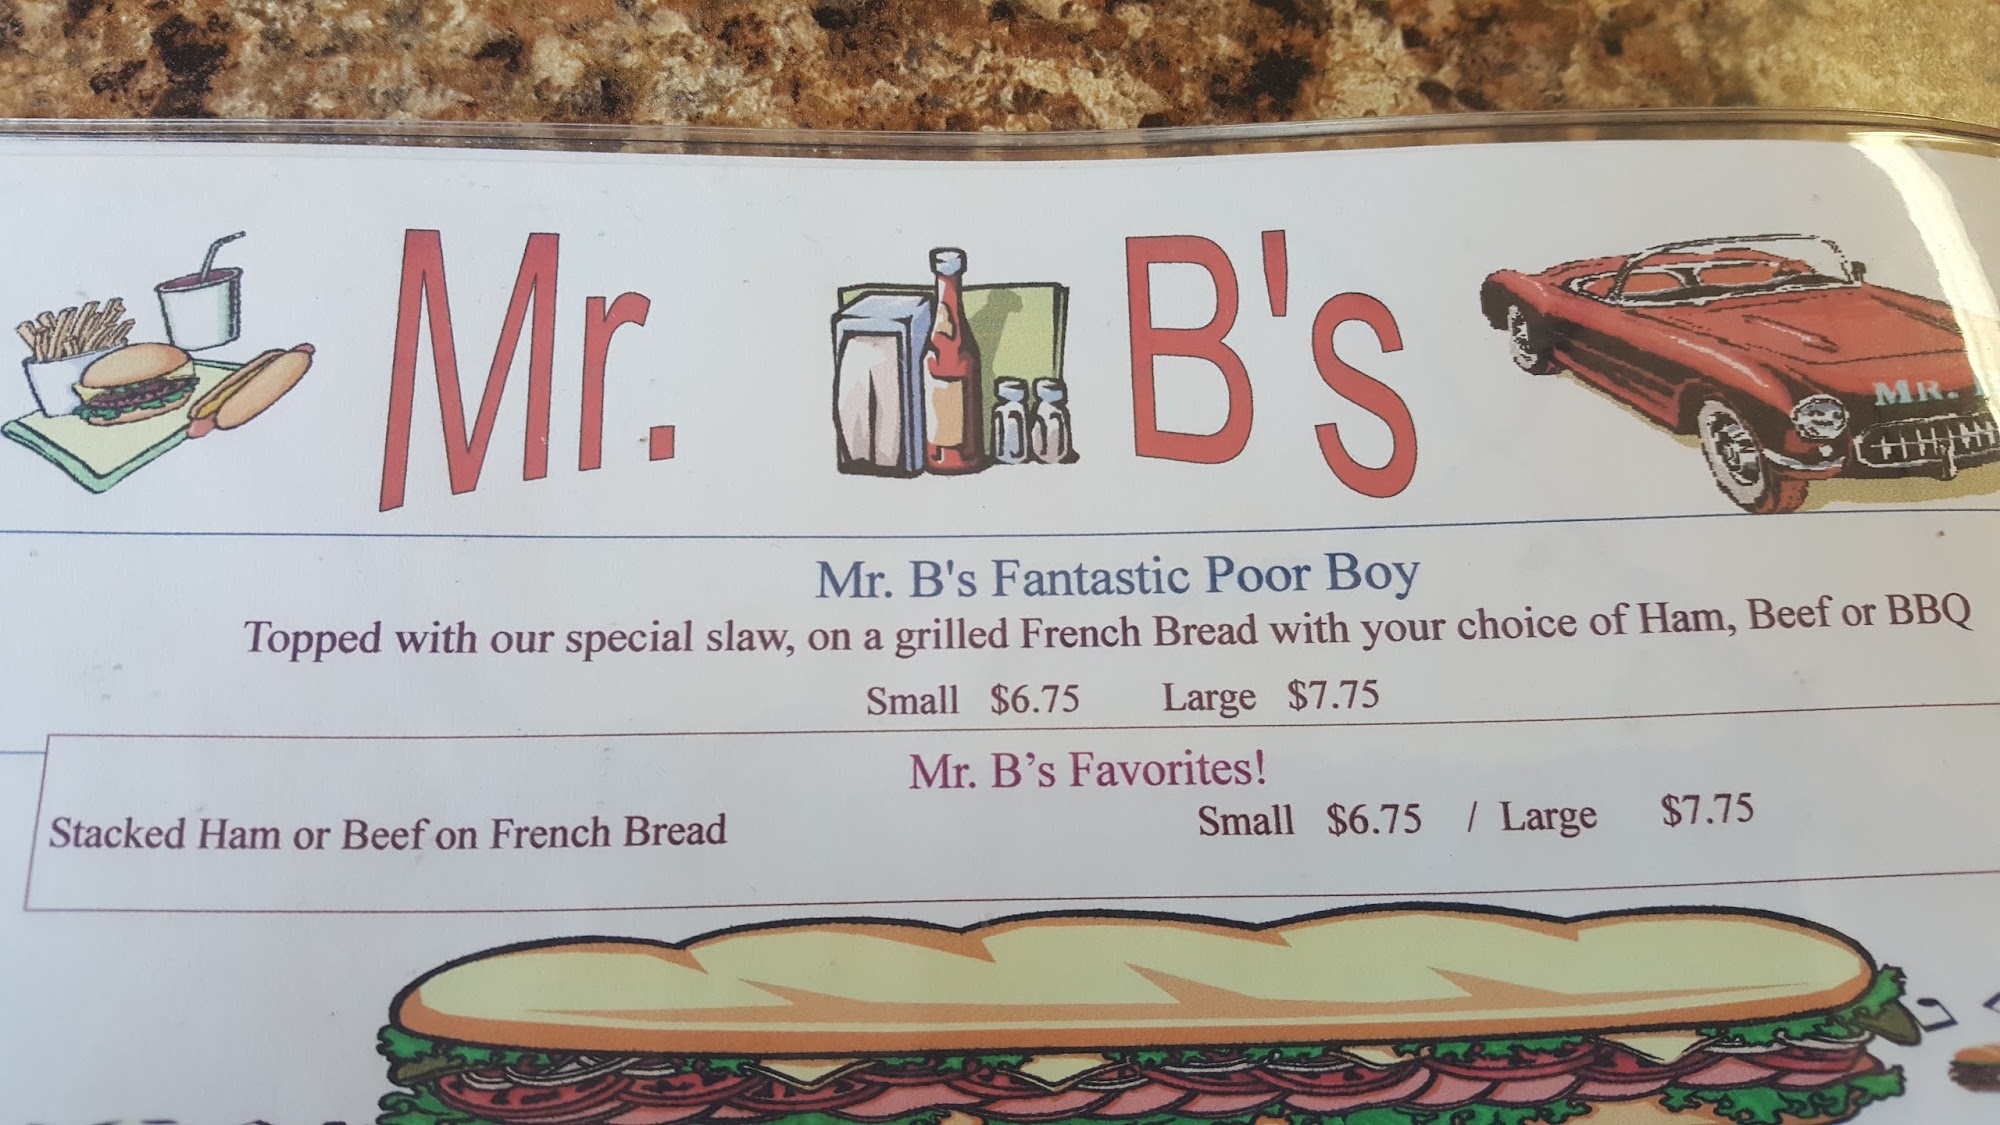 Mr. B's
MR.
Mr. B's Fantastic Poor Boy
Topped with our special slaw, on a grilled French Bread with your choice of Ham, Beef or BBQ
Small $6.75 Large $7.75
Mr. B’s Favorites!
Stacked Ham or Beef on French Bread Small $6.75 / Large $7.75